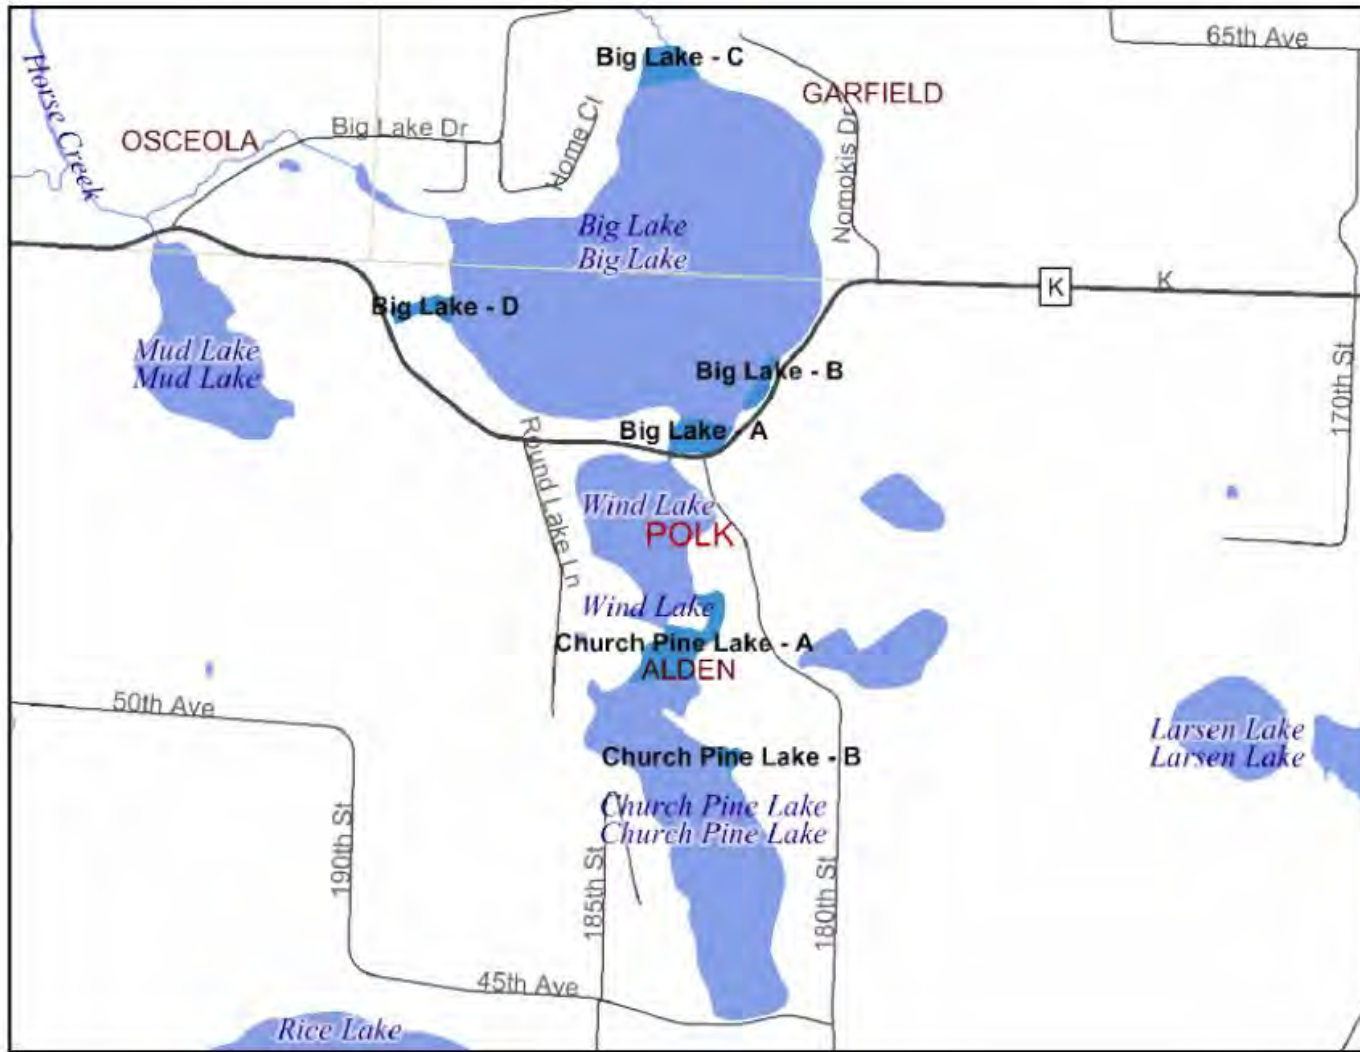 65th Ave
Big Lake - C
Horse Creek
GARFIELD
Big Lake Dr
OSCEOLA
Home Ct
Nomokis Dr
Big Lake
Big Lake
K
K
Big Lake - D
Mud Lake
Mud Lake
Big Lake - B
170th St
Big Lake - A
Round Lake Ln
Wind Lake
POLK
Wind Lake
Church Pine Lake - A
ALDEN
50th Ave
Larsen Lake
Larsen Lake
Church Pine Lake - B
Church Pine Lake
Church Pine Lake
190th St
185th St
180th St
45th Ave
Rice Lake